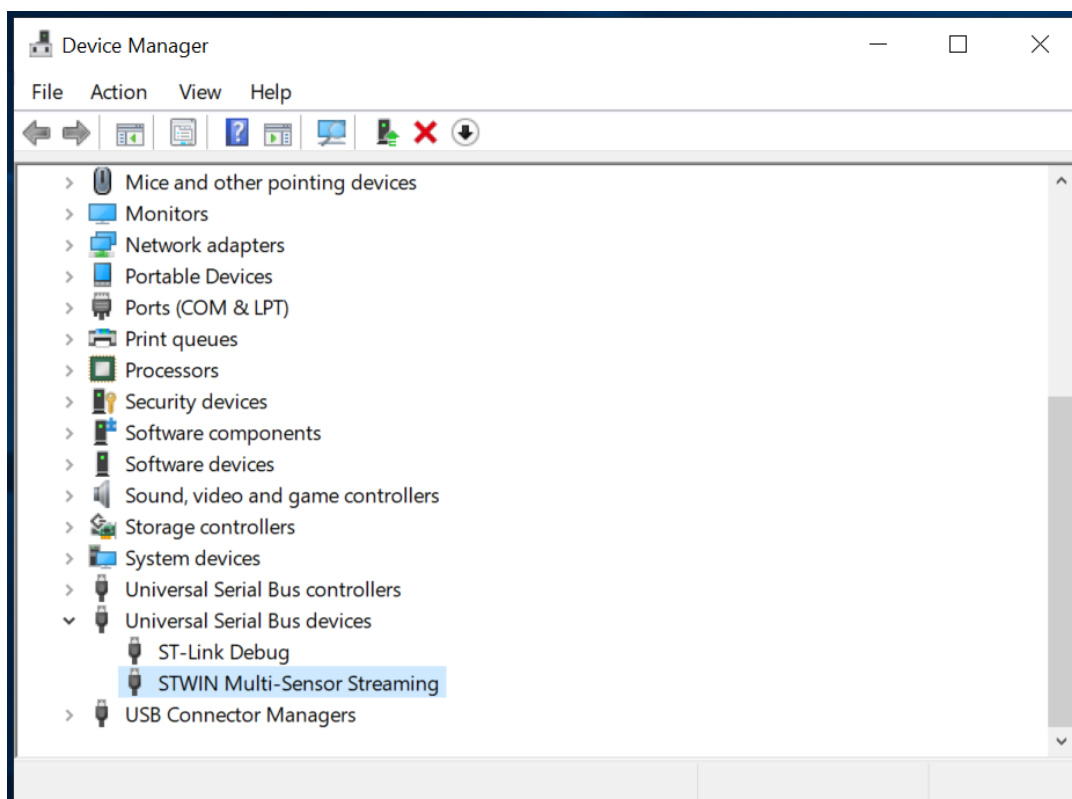 Device Manager
File Action View Help
Mice and other pointing devices
Monitors
Network adapters
Portable Devices
Ports (COM & LPT)
Print queues
Processors
Security devices
Software components
Software devices
Sound, video and game controllers
Storage controllers
System devices
Universal Serial Bus controllers
Universal Serial Bus devices
ST-Link Debug
STWIN Multi-Sensor Streaming
USB Connector Managers